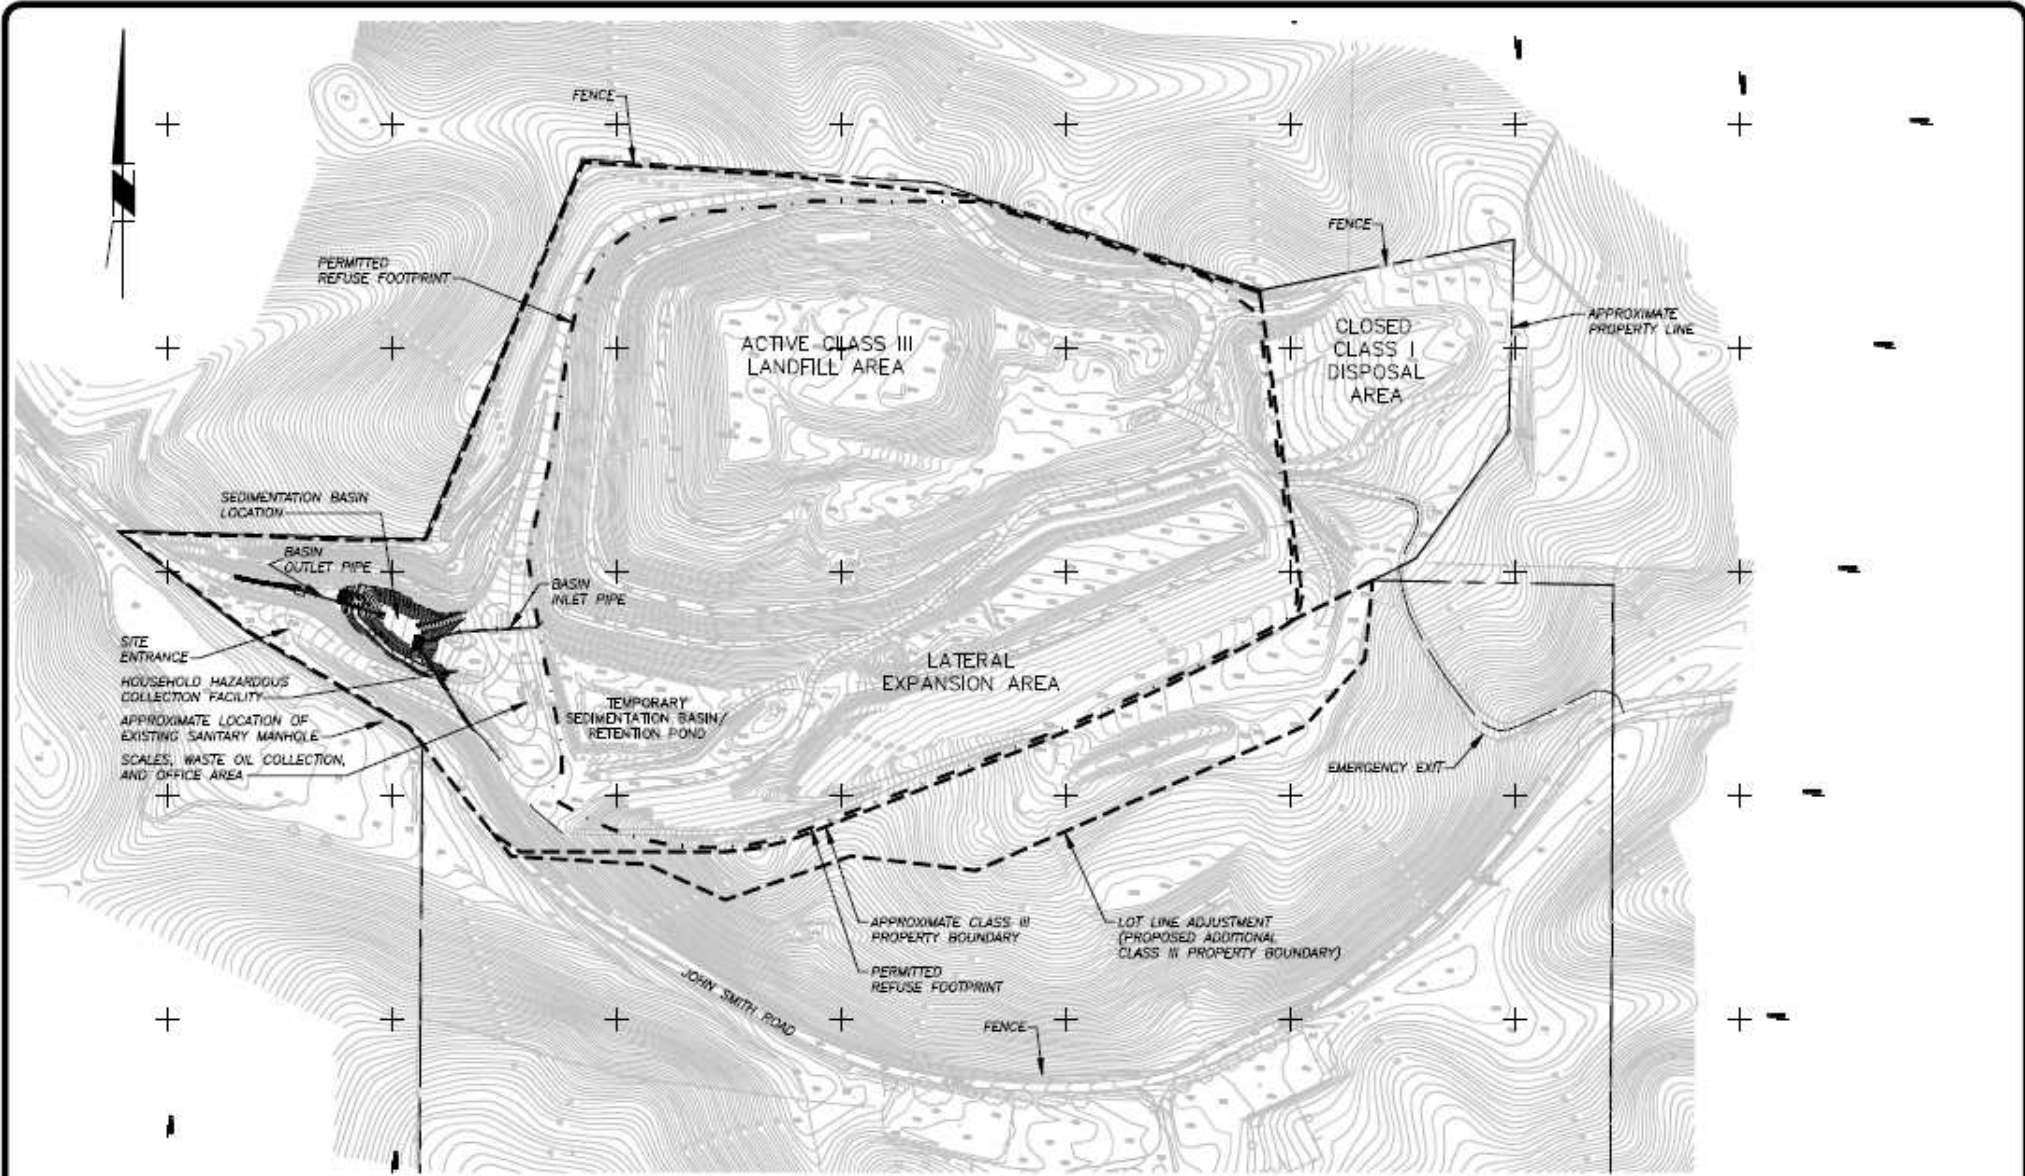 FENCE
FENCE
PERMITTED
REFUSE FOOTPRINT
APPROXIMATE
PROPERTY LINE
ACTIVE CLASS III
LANDFILL AREA
CLOSED
CLASS I
DISPOSAL
AREA
SEDIMENTATION BASIN
LOCATION
BASIN
OUTLET PIPE
BASIN
INLET PIPE
SITE
ENTRANCE
HOUSEHOLD HAZARDOUS
COLLECTION FACILITY
APPROXIMATE LOCATION OF
EXISTING SANITARY MANHOLE
SCALES, WASTE OIL COLLECTION,
AND OFFICE AREA
LATERAL
EXPANSION AREA
TEMPORARY
SEDIMENTATION BASIN/
RETENTION POND
EMERGENCY EXIT
APPROXIMATE CLASS III
PROPERTY BOUNDARY
PERMITTED
REFUSE FOOTPRINT
LOT LINE ADJUSTMENT
(PROPOSED ADDITIONAL
CLASS III PROPERTY BOUNDARY)
JOHN SMITH ROAD
FENCE